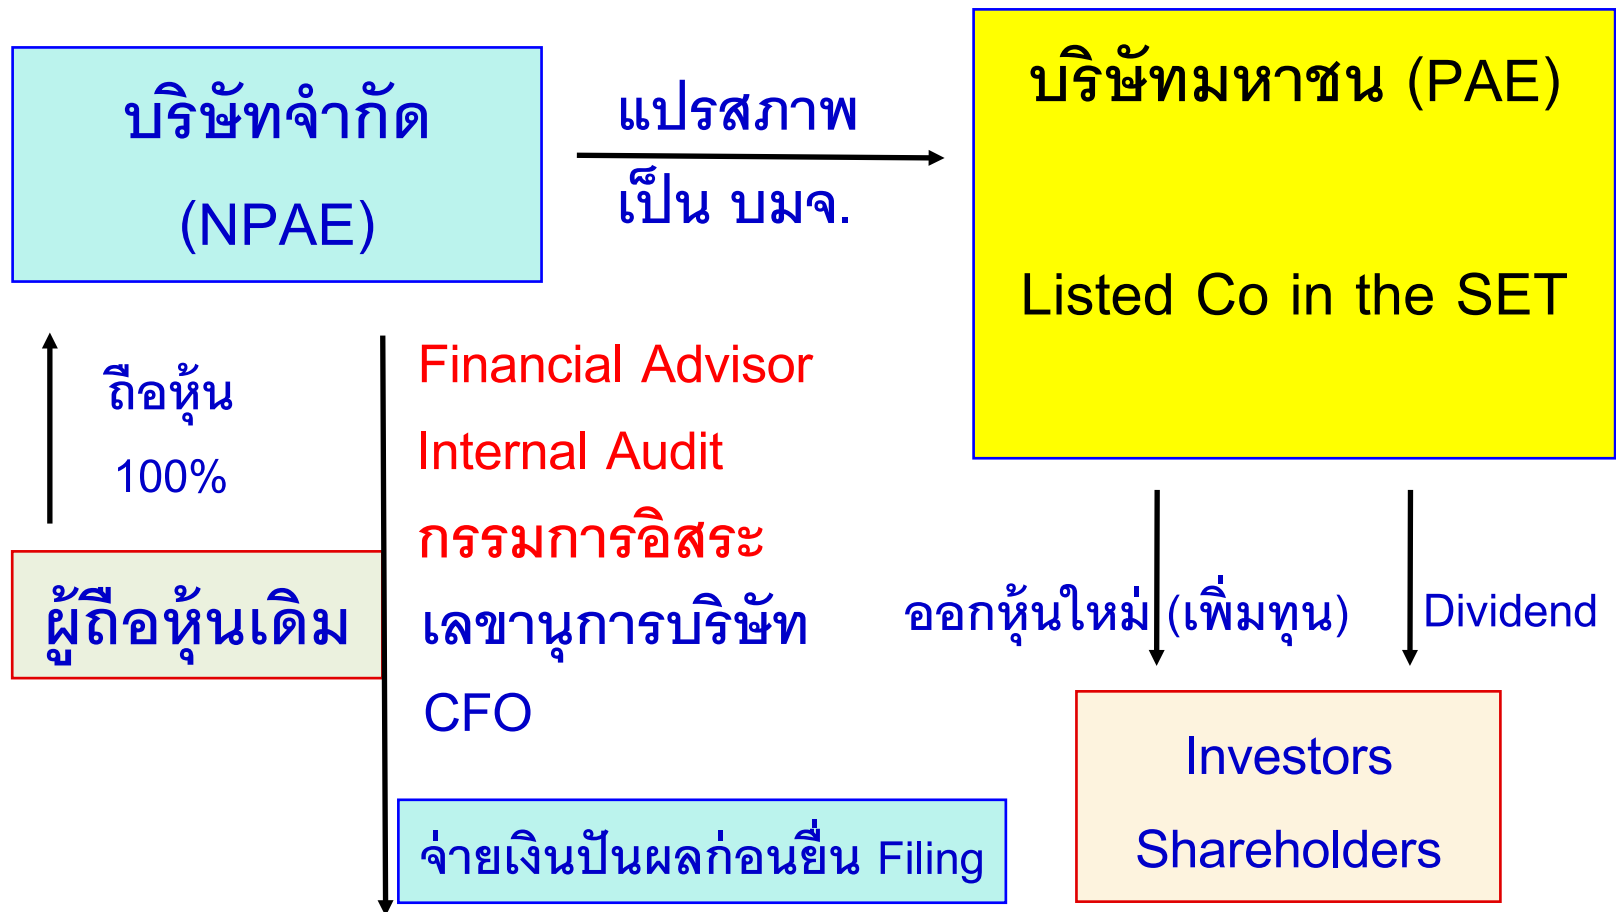 บริษัทจำกัด
(NPAE)
แปรสภาพ
เป็น บมจ.
บริษัทมหาชน (PAE)
Listed Co in the SET
ถือหุ้น
100%
ผู้ถือหุ้นเดิม
Financial Advisor
Internal Audit
กรรมการอิสระ
เลขานุการบริษัท
CFO
จ่ายเงินปันผลก่อนยื่น Filing
ออกหุ้นใหม่ (เพิ่มทุน)
Dividend
Investors
Shareholders